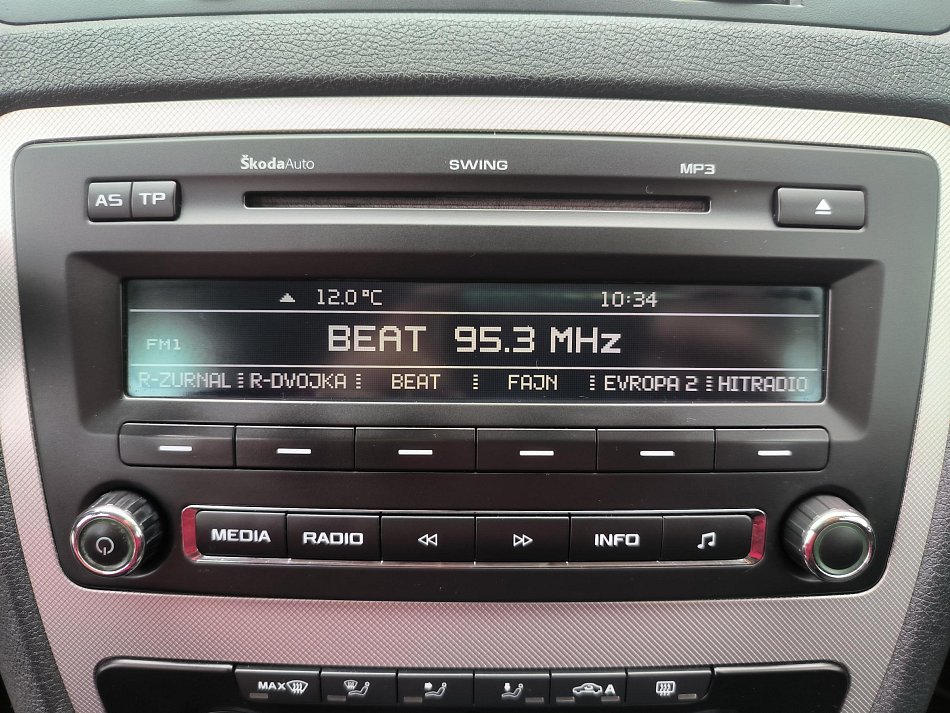 ŠkodaAuto SWING MP3
AS TP
12.0 °C 10:34
FM1 BEAT 95.3 MHz
R-ZURNAL R-DVOJKA BEAT FAJN EVROPA 2 HITRADIO
MEDIA RADIO INFO
MAX A